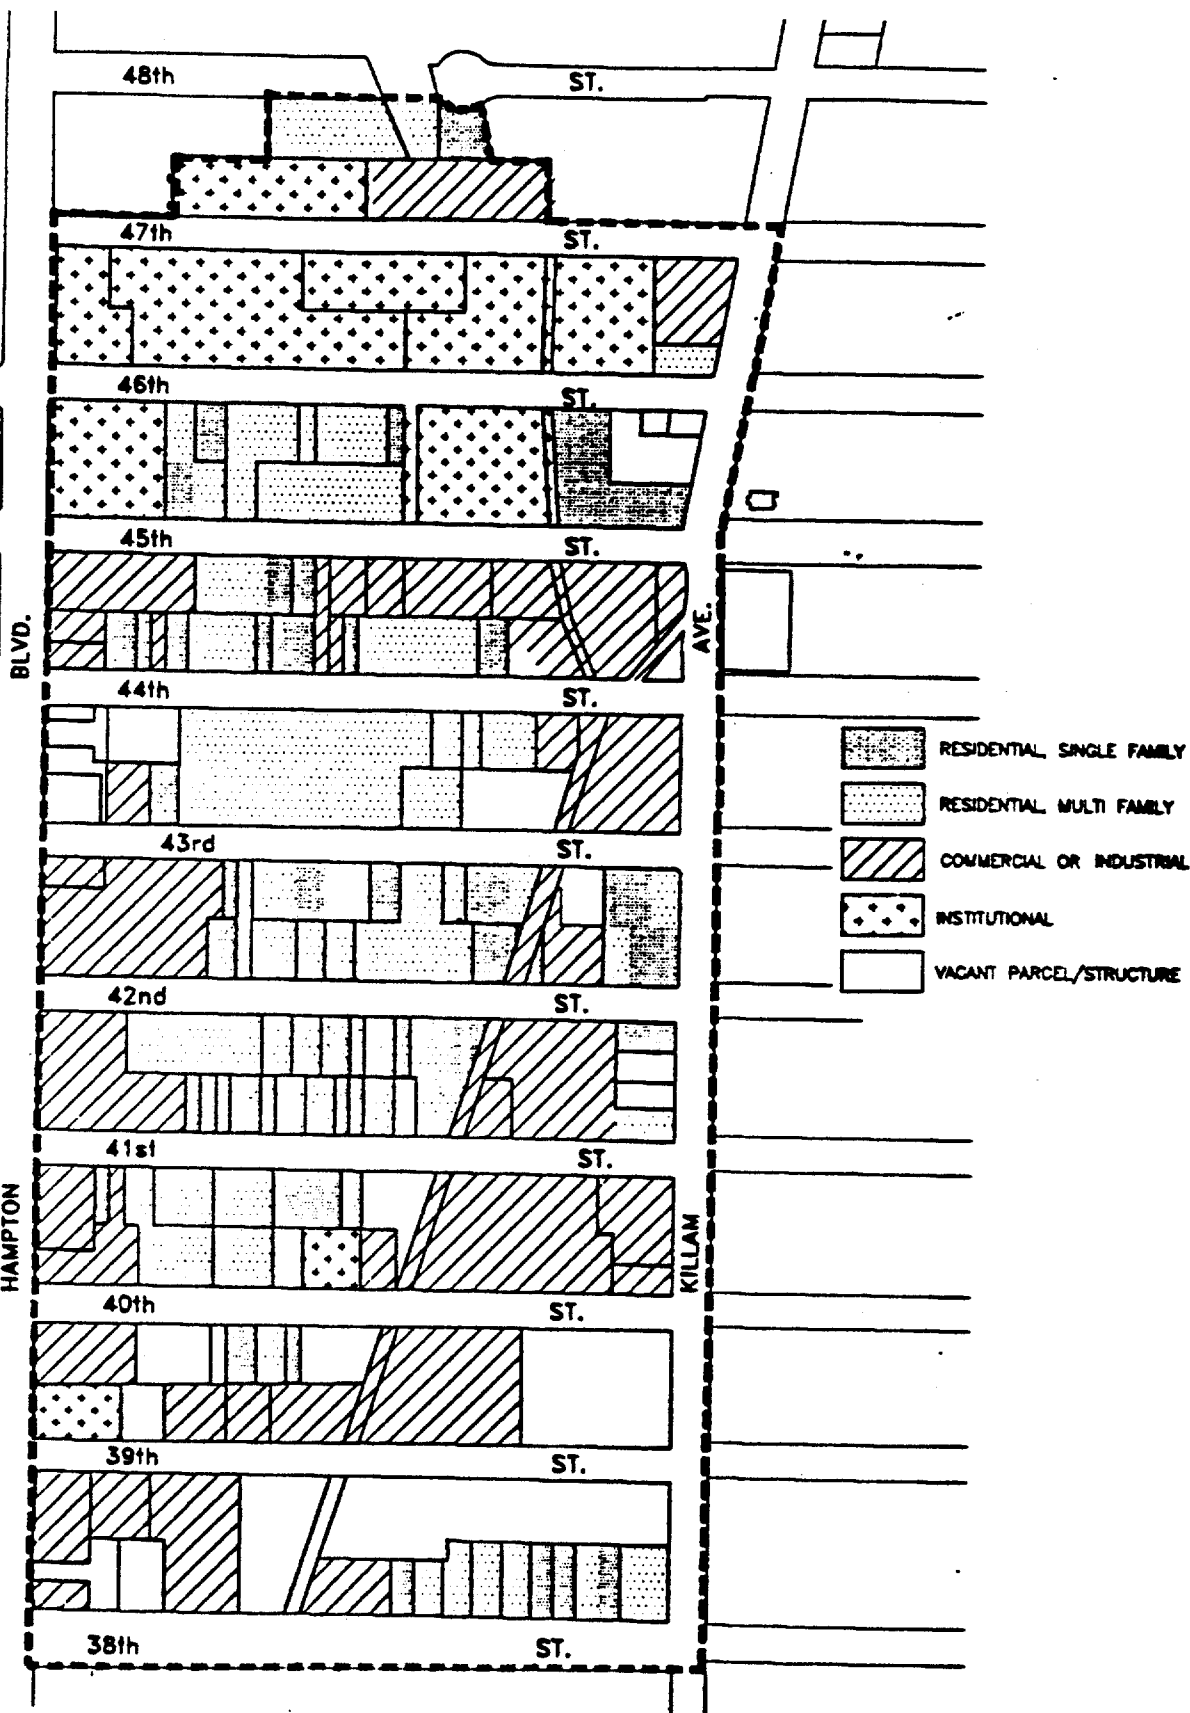 48th ST.
47th ST.
46th ST.
45th ST.
BLVD.
AVE.
44th ST.
RESIDENTIAL, SINGLE FAMILY
RESIDENTIAL, MULTI FAMILY
43rd ST.
COMMERCIAL OR INDUSTRIAL
INSTITUTIONAL
VACANT PARCEL/STRUCTURE
42nd ST.
41st ST.
HAMPTON
KILLAM
40th ST.
39th ST.
38th ST.